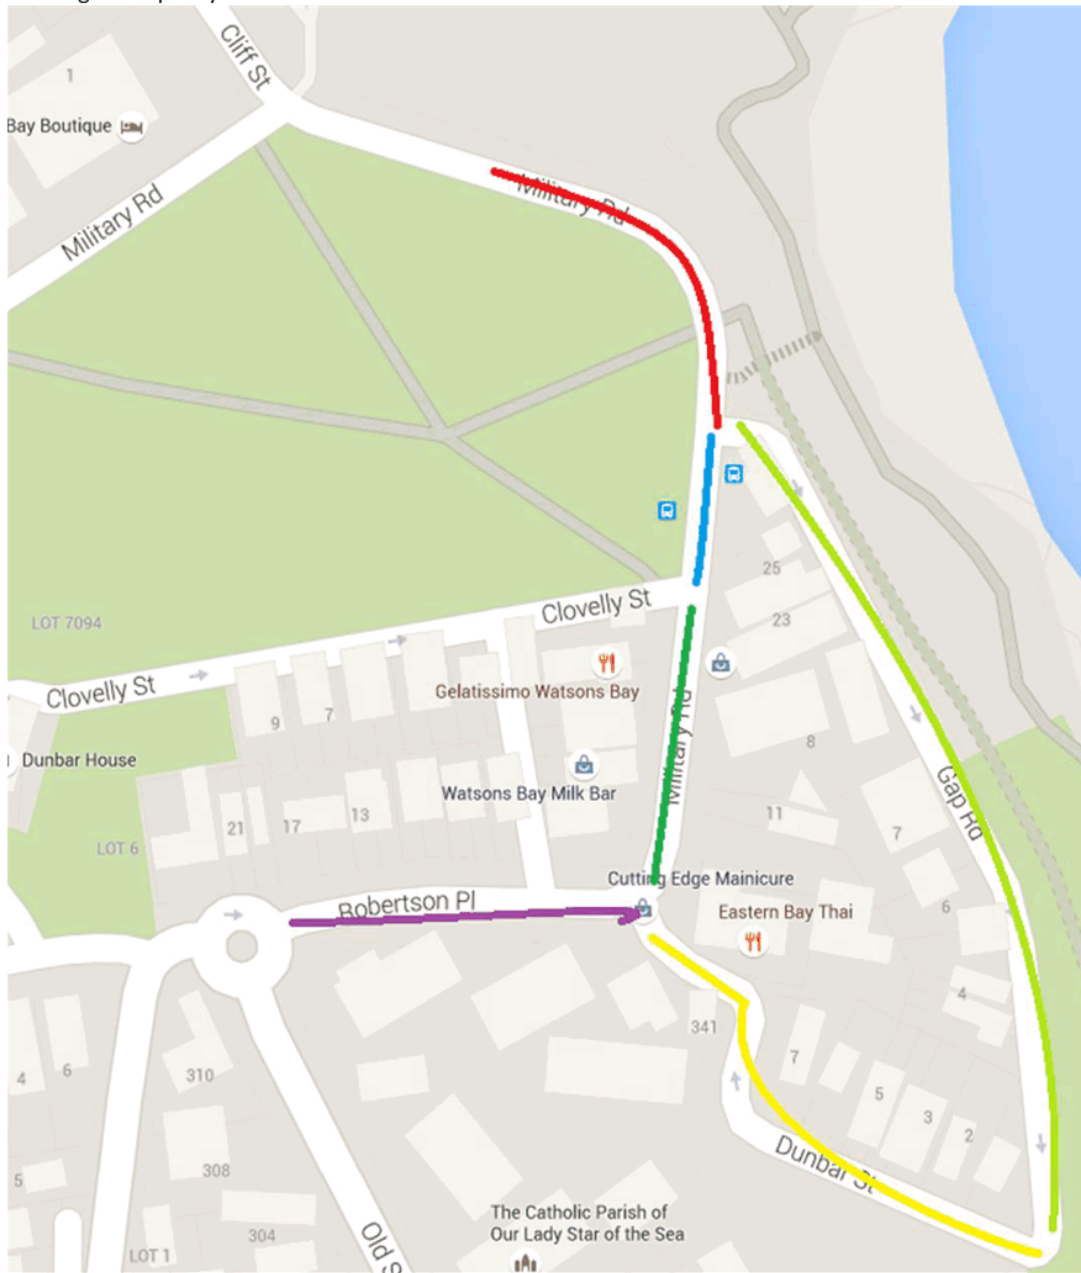 Cliff St
1
Bay Boutique
Military Rd
Military Rd
25
LOT 7094
Clovelly St
23
Gelatissimo Watsons Bay
Clovelly St
9
7
Military Rd
8
Dunbar House
Watsons Bay Milk Bar
Gap Rd
21
17
13
11
7
LOT 6
Cutting Edge Mainicure
Robertson Pl
Eastern Bay Thai
6
4
341
7
4
6
310
5
3
2
308
Dunbar St
5
The Catholic Parish of
Our Lady Star of the Sea
304
LOT 1
Old S